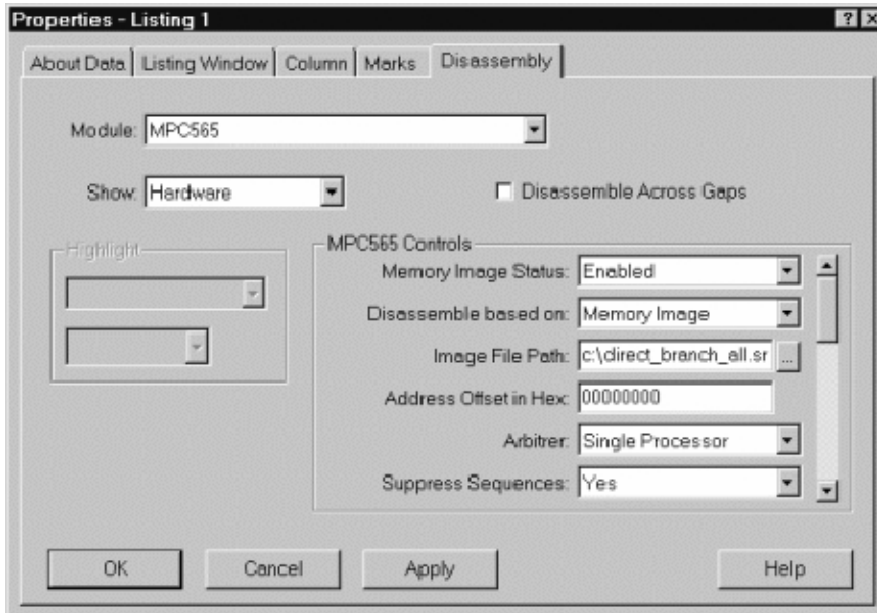 Properties - Listing 1
About Data Listing Window Column Marks Disassembly
Module: MPC565
Show: Hardware
Disassemble Across Gaps
Highlight
MPC565 Controls
Memory Image Status: Enabled
Disassemble based on: Memory Image
Image File Path: c:\direct_branch_all.sr ...
Address Offset in Hex: 00000000
Arbitrer: Single Processor
Suppress Sequences: Yes
OK Cancel Apply Help